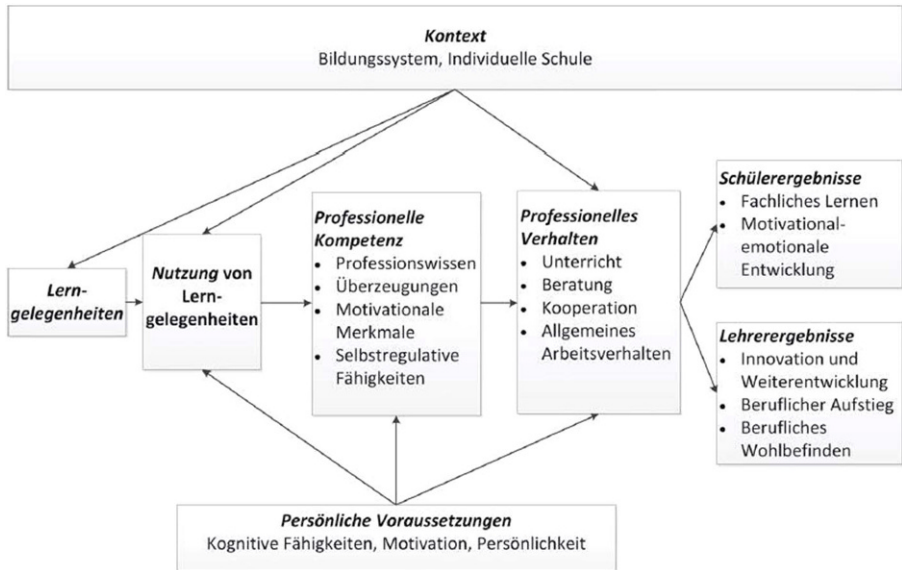 Kontext
Bildungssystem, Individuelle Schule
Lern-
gelegenheiten
Nutzung von
Lern-
gelegenheiten
Professionelle
Kompetenz
• Professionswissen
• Überzeugungen
• Motivationale
Merkmale
• Selbstregulative
Fähigkeiten
Professionelles
Verhalten
• Unterricht
• Beratung
• Kooperation
• Allgemeines
Arbeitsverhalten
Schülerergebnisse
• Fachliches Lernen
• Motivational-
emotionale
Entwicklung
Lehrerergebnisse
• Innovation und
Weiterentwicklung
• Beruflicher Aufstieg
• Berufliches
Wohlbefinden
Persönliche Voraussetzungen
Kognitive Fähigkeiten, Motivation, Persönlichkeit